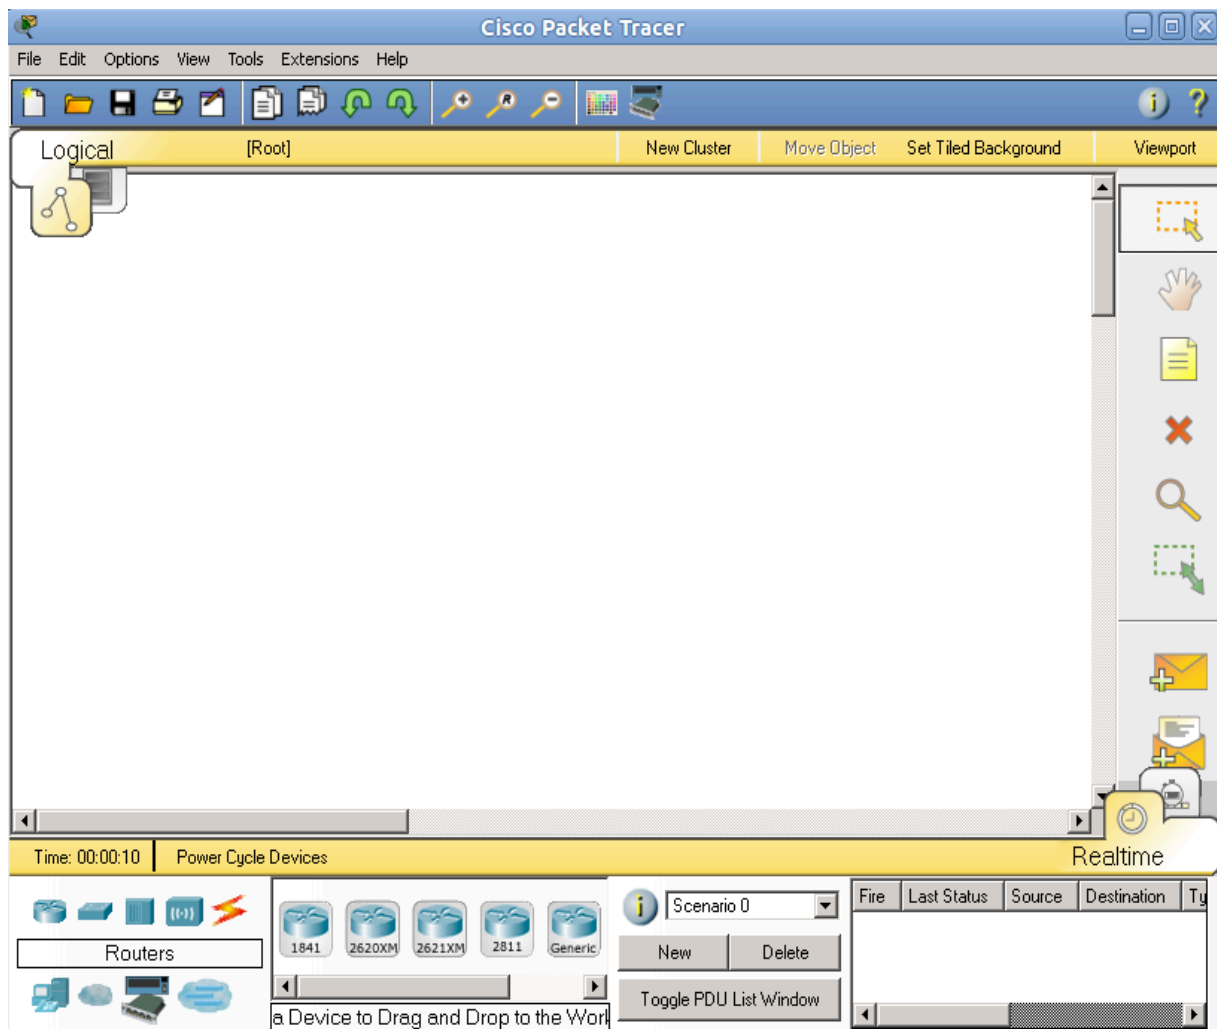 Cisco Packet Tracer
File Edit Options View Tools Extensions Help
R i ?
Logical [Root] New Cluster Move Object Set Tiled Background Viewport
Time: 00:00:10 Power Cycle Devices Realtime
Routers
1841 2620XM 2621XM 2811 Generic
a Device to Drag and Drop to the Work
i Scenario 0
New Delete
Toggle PDU List Window
Fire Last Status Source Destination Ty